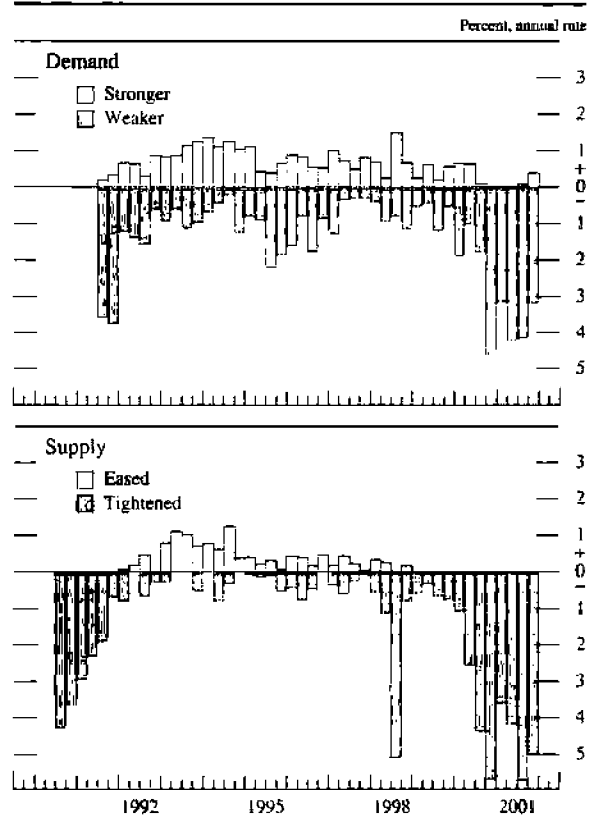 Percent, annual rate
Demand
Stronger
Weaker
3
2
1
+
0
−
1
2
3
4
5
Supply
Eased
Tightened
3
2
1
+
0
−
1
2
3
4
5
1992 1995 1998 2001